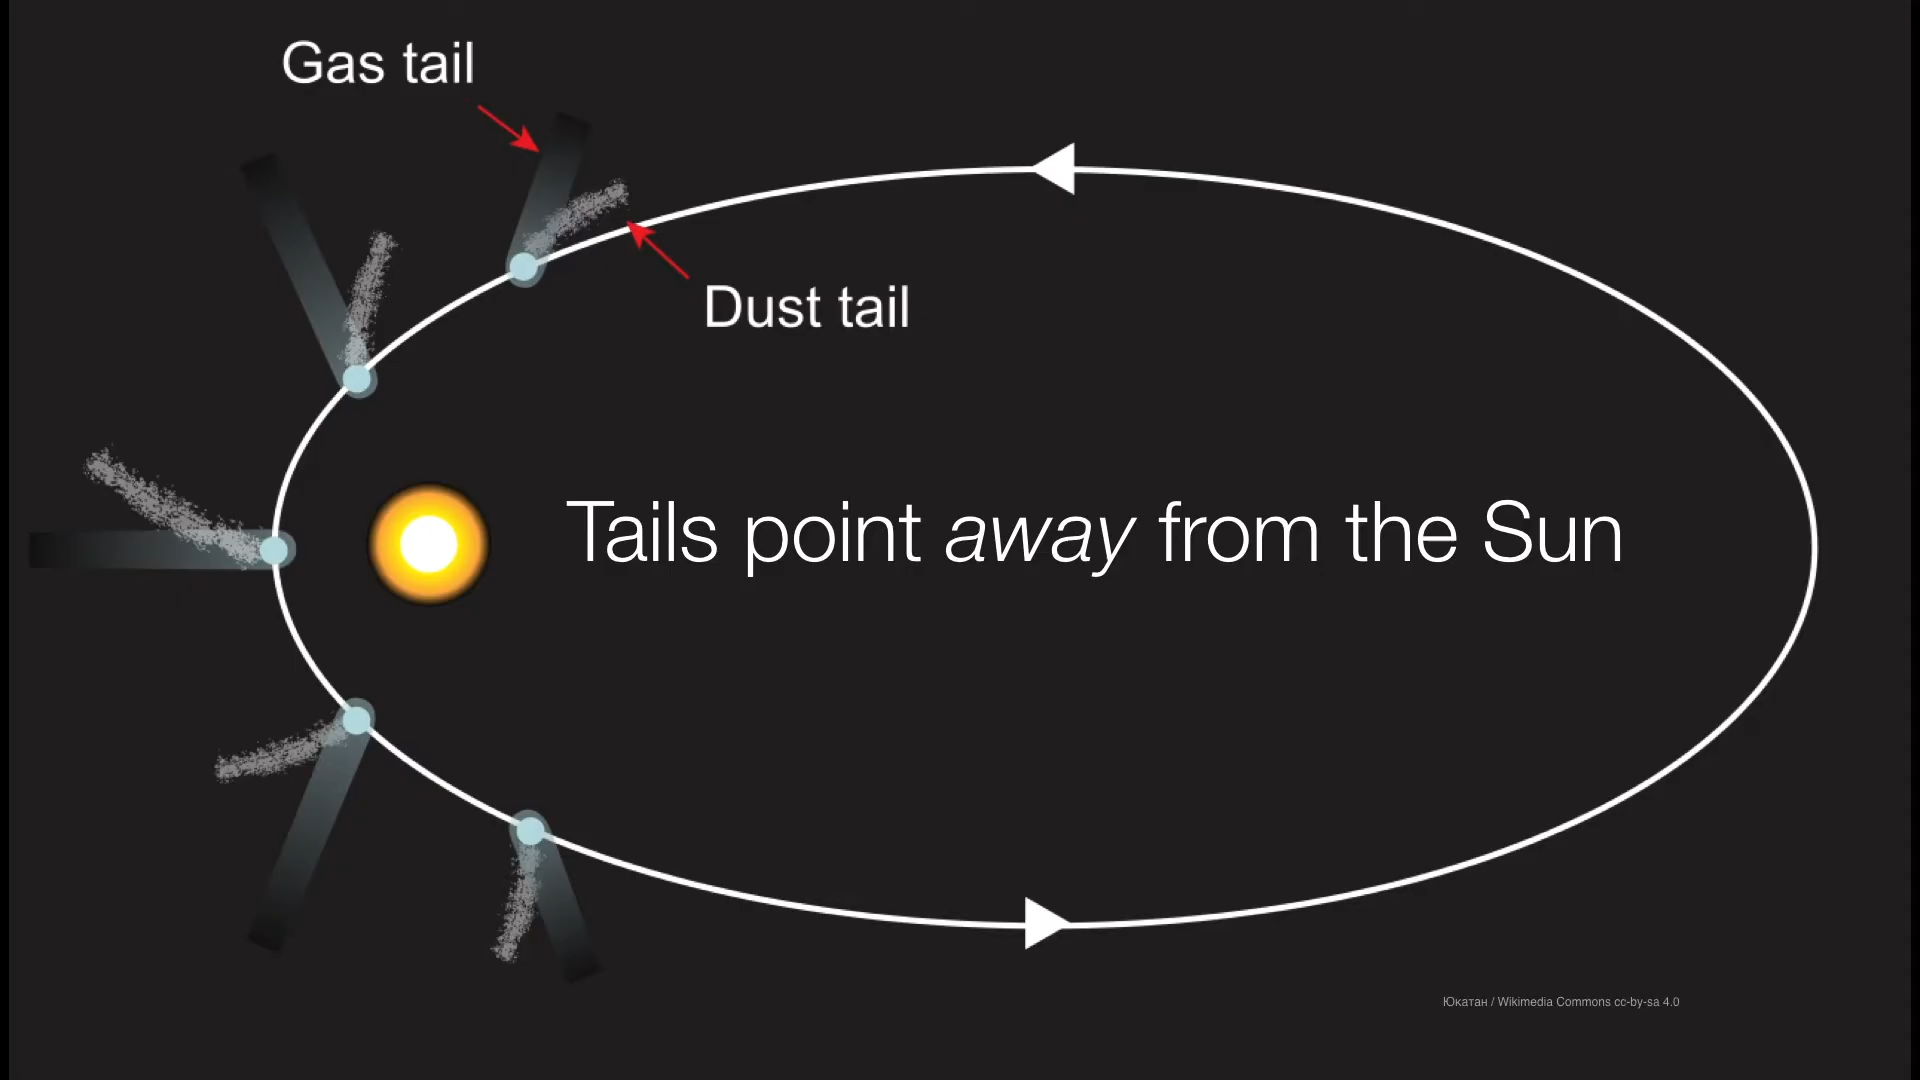 Gas tail
Dust tail
Tails point away from the Sun
Юкатан / Wikimedia Commons cc-by-sa 4.0